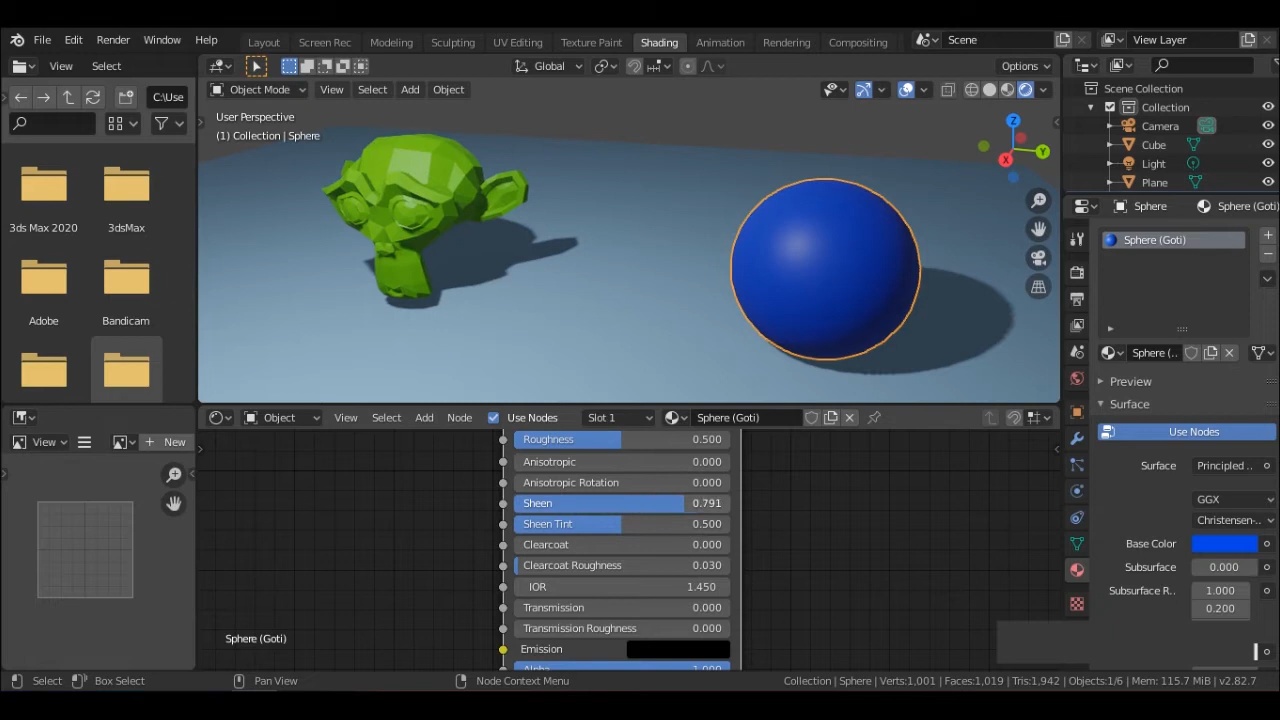 File Edit Render Window Help
Layout Screen Rec Modeling Sculpting UV Editing Texture Paint Shading Animation Rendering Compositing
Scene View Layer
View Select
Global
Options
C:\Use
Object Mode View Select Add Object
User Perspective
(1) Collection | Sphere
Z
Y
X
3ds Max 2020 3dsMax
Adobe Bandicam
Scene Collection
Collection
Camera
Cube
Light
Plane
Sphere Sphere (Goti)
Sphere (Goti)
Sphere (..
Preview
Surface
Use Nodes
Surface Principled ..
GGX
Christensen-..
Base Color
Subsurface 0.000
Subsurface R.. 1.000
0.200
View New
Object View Select Add Node Use Nodes Slot 1 Sphere (Goti)
Roughness 0.500
Anisotropic 0.000
Anisotropic Rotation 0.000
Sheen 0.791
Sheen Tint 0.500
Clearcoat 0.000
Clearcoat Roughness 0.030
IOR 1.450
Transmission 0.000
Transmission Roughness 0.000
Emission
Alpha 1.000
Sphere (Goti)
Select Box Select Pan View Node Context Menu
Collection | Sphere | Verts:1,001 | Faces:1,019 | Tris:1,942 | Objects:1/6 | Mem: 115.7 MiB | v2.82.7